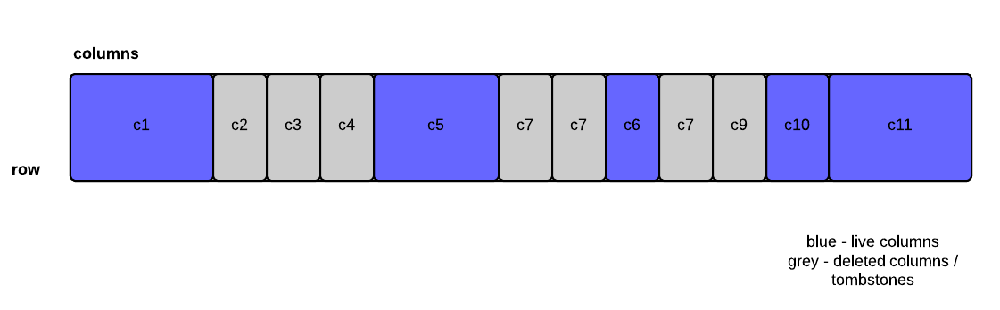 columns
c1 c2 c3 c4 c5 c7 c7 c6 c7 c9 c10 c11
row
blue - live columns
grey - deleted columns /
tombstones